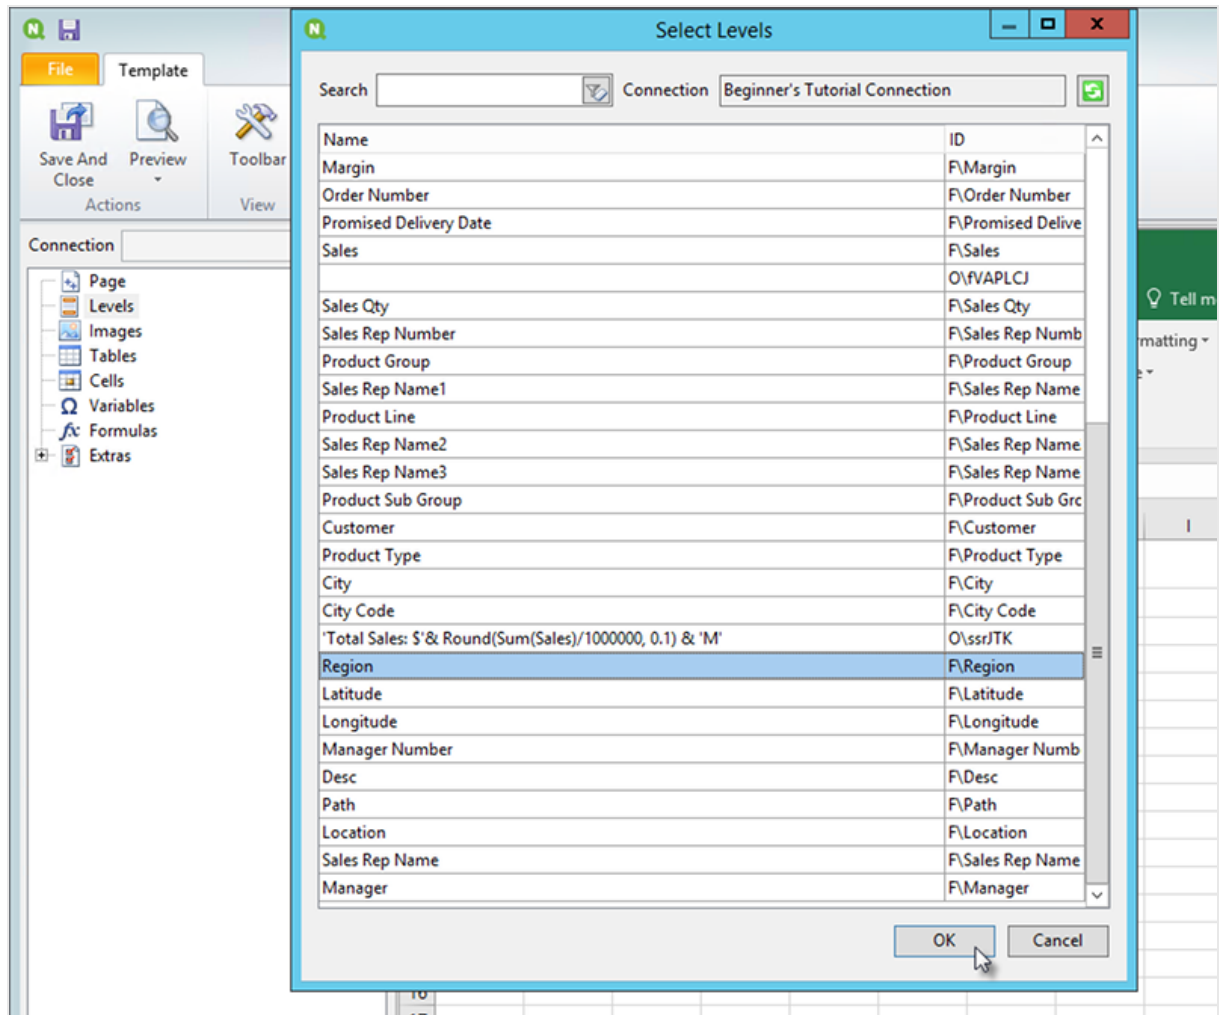 Select Levels
File
Template
Save And Close
Preview
Toolbar
Actions
View
Connection
Page
Levels
Images
Tables
Cells
Variables
Formulas
Extras
Search
Connection Beginner's Tutorial Connection
Name ID
Margin F\Margin
Order Number F\Order Number
Promised Delivery Date F\Promised Delive
Sales F\Sales
O\fVAPLCJ
Sales Qty F\Sales Qty
Sales Rep Number F\Sales Rep Numb
Product Group F\Product Group
Sales Rep Name1 F\Sales Rep Name
Product Line F\Product Line
Sales Rep Name2 F\Sales Rep Name
Sales Rep Name3 F\Sales Rep Name
Product Sub Group F\Product Sub Grc
Customer F\Customer
Product Type F\Product Type
City F\City
City Code F\City Code
'Total Sales: $'& Round(Sum(Sales)/1000000, 0.1) & 'M' O\ssrJTK
Region F\Region
Latitude F\Latitude
Longitude F\Longitude
Manager Number F\Manager Numb
Desc F\Desc
Path F\Path
Location F\Location
Sales Rep Name F\Sales Rep Name
Manager F\Manager
OK
Cancel
Tell m
rmatting
I